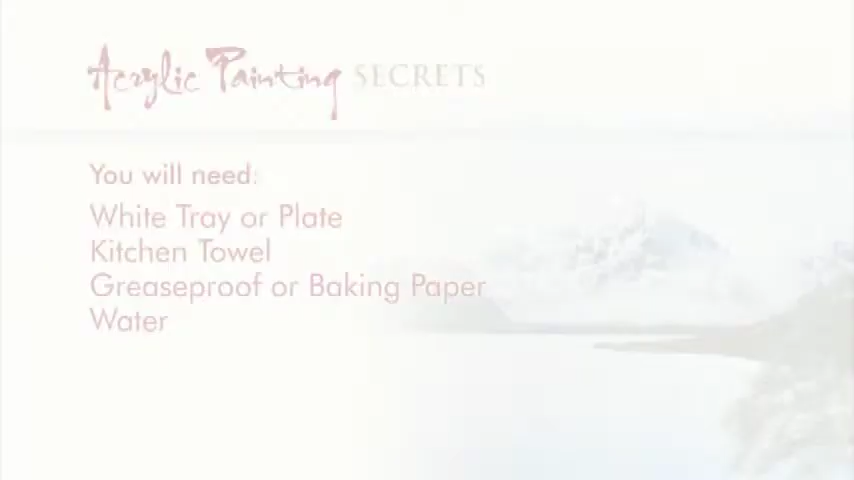 Acrylic Painting SECRETS
You will need:
White Tray or Plate
Kitchen Towel
Greaseproof or Baking Paper
Water